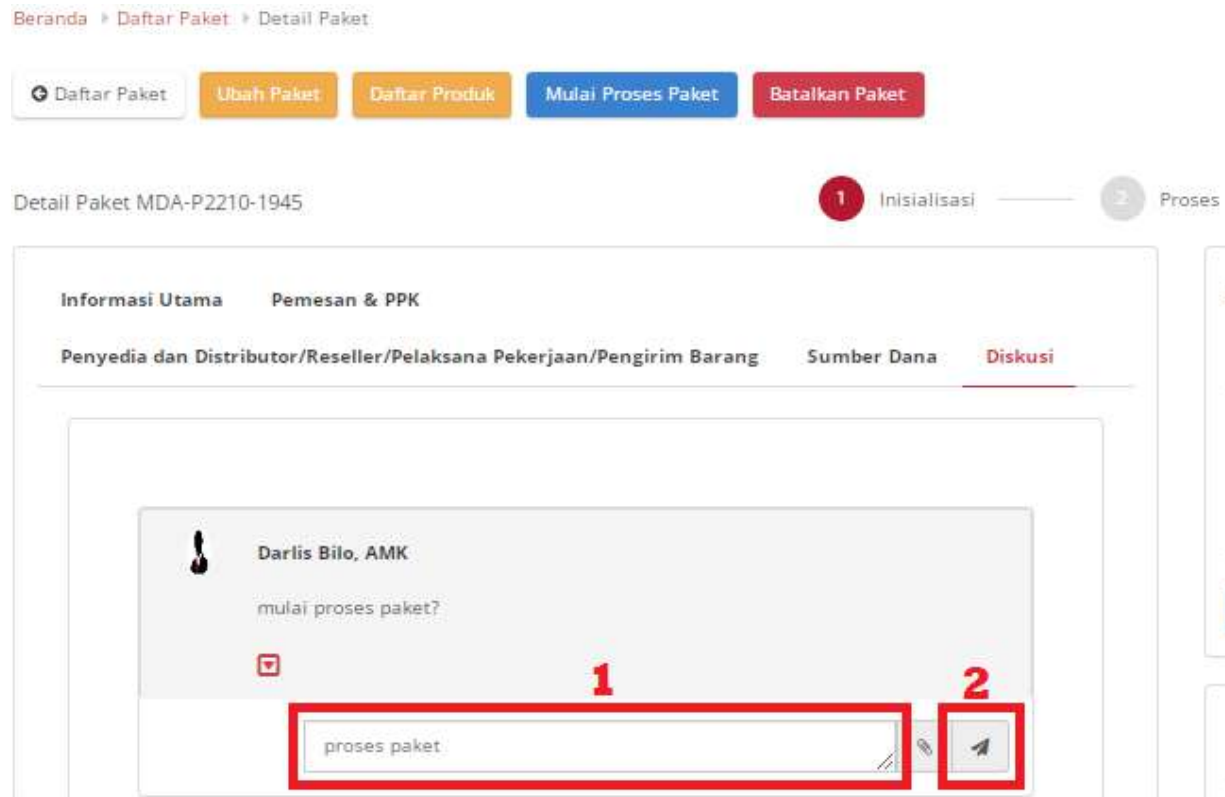 Beranda Daftar Paket Detail Paket
Daftar Paket Ubah Paket Daftar Produk Mulai Proses Paket Batalkan Paket
Detail Paket MDA-P2210-1945 1 Inisialisasi 2 Proses
Informasi Utama Pemesan & PPK
Penyedia dan Distributor/Reseller/Pelaksana Pekerjaan/Pengirim Barang Sumber Dana Diskusi
Darlis Bilo, AMK
mulai proses paket?
1 2
proses paket